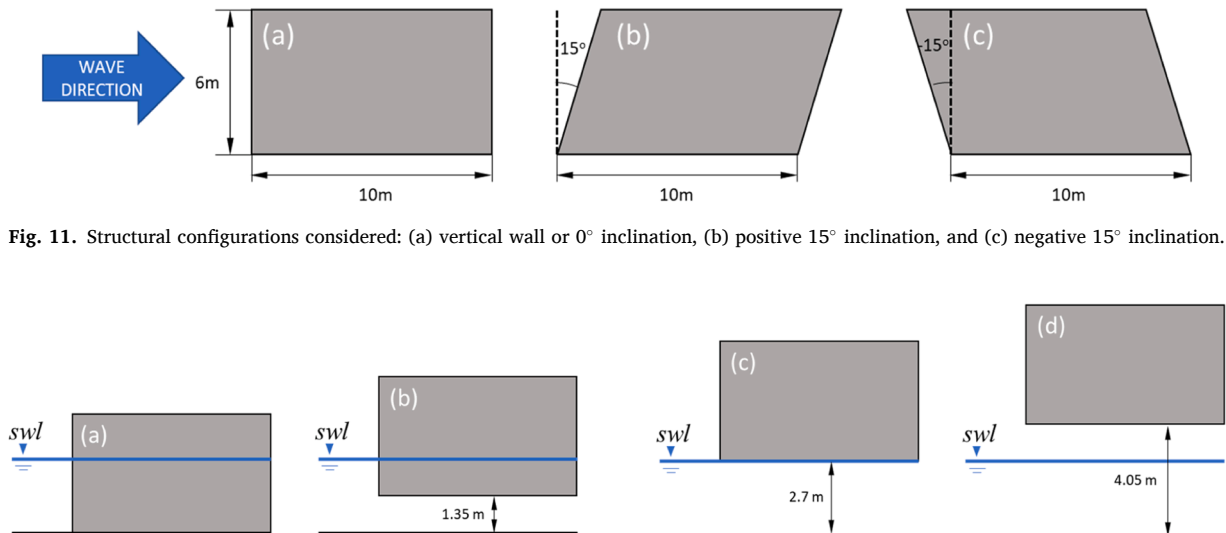 (a)
(b)
(c)
15°
-15°
WAVE
DIRECTION
6m
10m
10m
10m
Fig. 11. Structural configurations considered: (a) vertical wall or 0° inclination, (b) positive 15° inclination, and (c) negative 15° inclination.
(d)
(c)
(b)
(a)
swl
swl
swl
swl
4.05 m
2.7 m
1.35 m